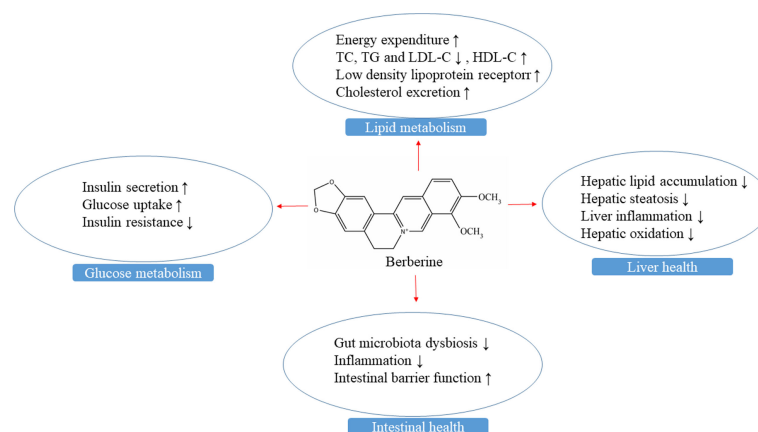 Energy expenditure ↑
TC, TG and LDL-C ↓ , HDL-C ↑
Low density lipoprotein receptorr ↑
Cholesterol excretion ↑
Lipid metabolism
Insulin secretion ↑
Glucose uptake ↑
Insulin resistance ↓
Glucose metabolism
O
O
N+
OCH3
OCH3
Berberine
Hepatic lipid accumulation ↓
Hepatic steatosis ↓
Liver inflammation ↓
Hepatic oxidation ↓
Liver health
Gut microbiota dysbiosis ↓
Inflammation ↓
Intestinal barrier function ↑
Intestinal health